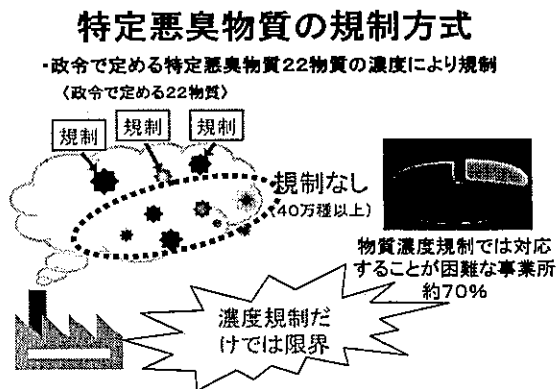 特定悪臭物質の規制方式
・政令で定める特定悪臭物質22物質の濃度により規制
〈政令で定める22物質〉
規制
規制
規制
規制なし
(40万種以上)
物質濃度規制では対応
することが困難な事業所
約70%
濃度規制だ
けでは限界